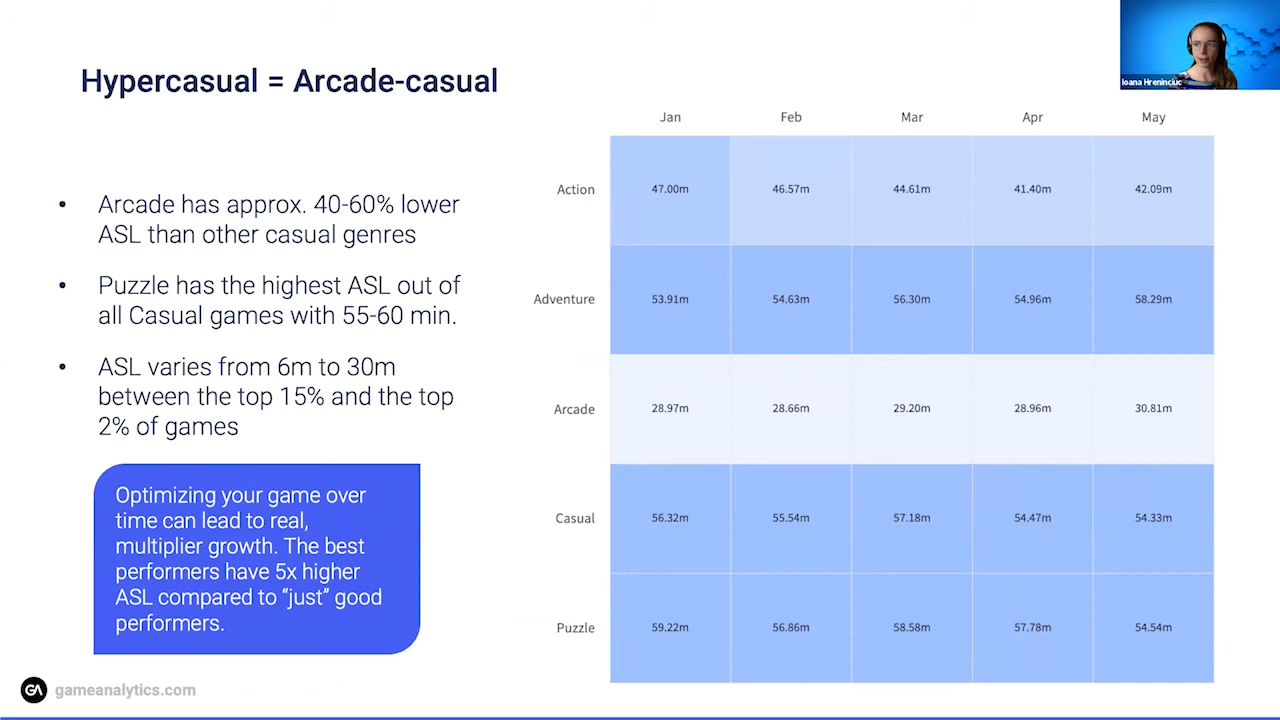 Ioana Hreninciuc
Hypercasual = Arcade-casual
• Arcade has approx. 40-60% lower
ASL than other casual genres
• Puzzle has the highest ASL out of
all Casual games with 55-60 min.
• ASL varies from 6m to 30m
between the top 15% and the top
2% of games
Optimizing your game over
time can lead to real,
multiplier growth. The best
performers have 5x higher
ASL compared to “just” good
performers.
Jan Feb Mar Apr May
Action 47.00m 46.57m 44.61m 41.40m 42.09m
Adventure 53.91m 54.63m 56.30m 54.96m 58.29m
Arcade 28.97m 28.66m 29.20m 28.96m 30.81m
Casual 56.32m 55.54m 57.18m 54.47m 54.33m
Puzzle 59.22m 56.86m 58.58m 57.78m 54.54m
GA gameanalytics.com